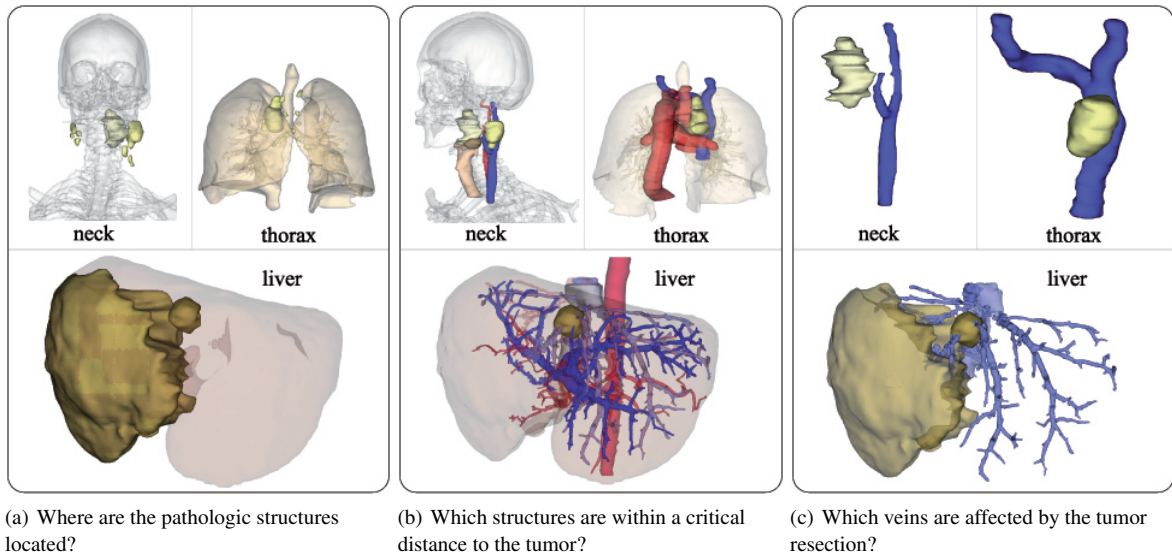 neck
thorax
liver
neck
thorax
liver
neck
thorax
liver
(a) Where are the pathologic structures
located?
(b) Which structures are within a critical
distance to the tumor?
(c) Which veins are affected by the tumor
resection?